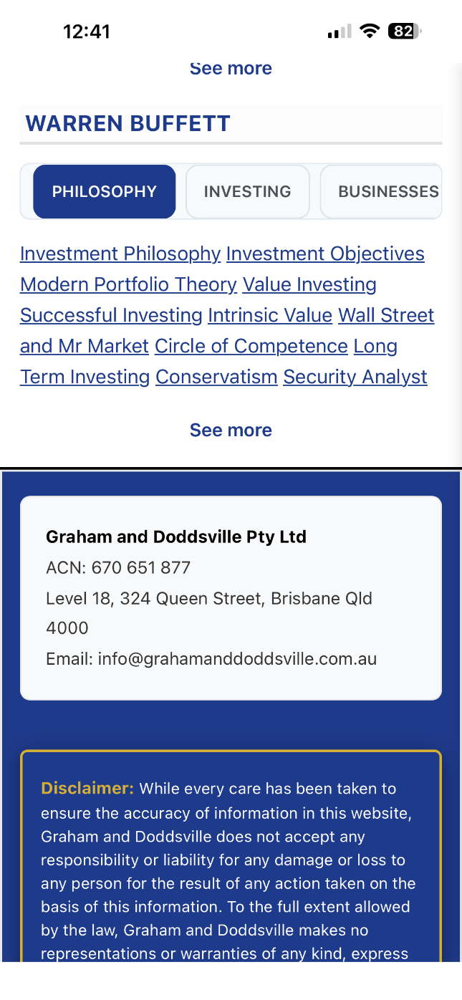 12:41
82
See more
WARREN BUFFETT
PHILOSOPHY INVESTING BUSINESSES
Investment Philosophy Investment Objectives
Modern Portfolio Theory Value Investing
Successful Investing Intrinsic Value Wall Street
and Mr Market Circle of Competence Long
Term Investing Conservatism Security Analyst
See more
Graham and Doddsville Pty Ltd
ACN: 670 651 877
Level 18, 324 Queen Street, Brisbane Qld
4000
Email: info@grahamanddoddsville.com.au
Disclaimer: While every care has been taken to
ensure the accuracy of information in this website,
Graham and Doddsville does not accept any
responsibility or liability for any damage or loss to
any person for the result of any action taken on the
basis of this information. To the full extent allowed
by the law, Graham and Doddsville makes no
representations or warranties of any kind, express